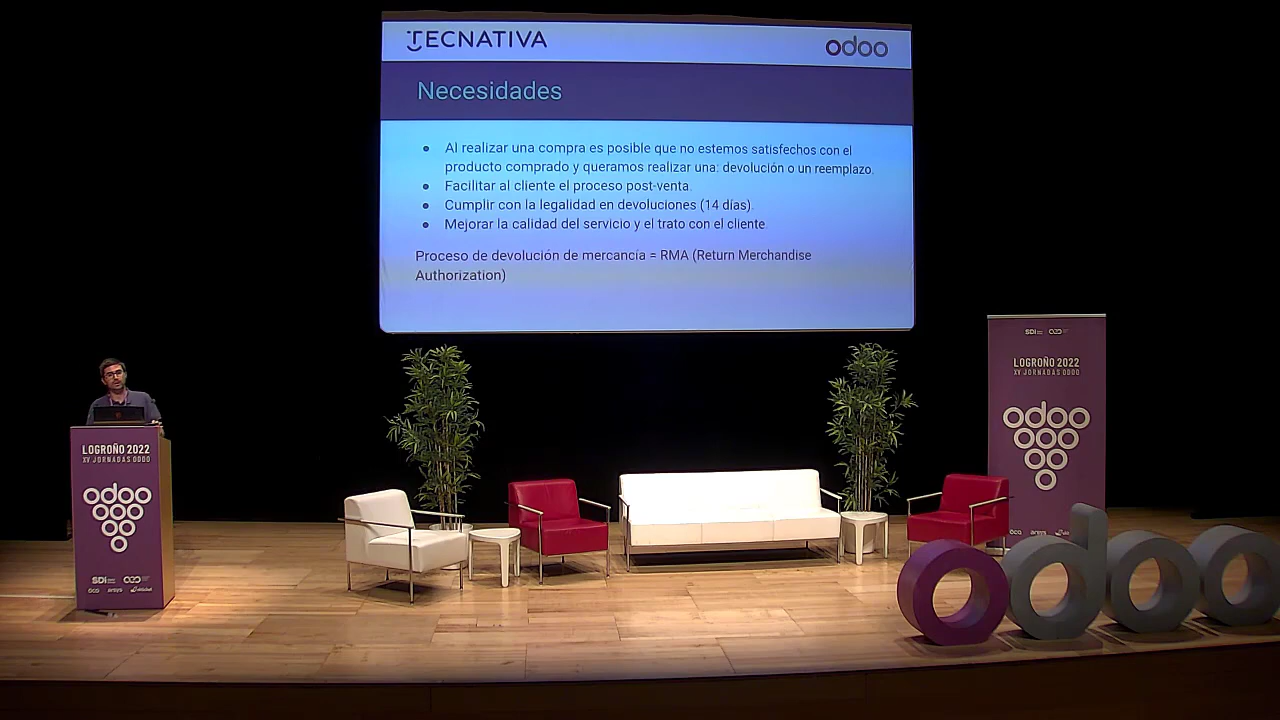 TECNATIVA
odoo
Necesidades
Al realizar una compra es posible que no estemos satisfechos con el
producto comprado y queramos realizar una: devolución o un reemplazo.
Facilitar al cliente el proceso post-venta.
Cumplir con la legalidad en devoluciones (14 días).
Mejorar la calidad del servicio y el trato con el cliente.
Proceso de devolución de mercancía = RMA (Return Merchandise
Authorization)
SDi
LOGROÑO 2022
XV JORNADAS ODOO
odoo
LOGROÑO 2022
XV JORNADAS ODOO
odoo
SDi
arsys
arsys
odoo